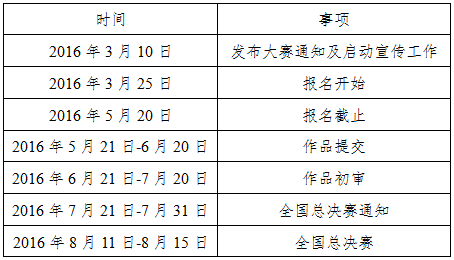 时间 事项
2016 年 3 月 10 日 发布大赛通知及启动宣传工作
2016 年 3 月 25 日 报名开始
2016 年 5 月 20 日 报名截止
2016 年 5 月 21 日-6 月 20 日 作品提交
2016 年 6 月 21 日-7 月 20 日 作品初审
2016 年 7 月 21 日-7 月 31 日 全国总决赛通知
2016 年 8 月 11 日-8 月 15 日 全国总决赛